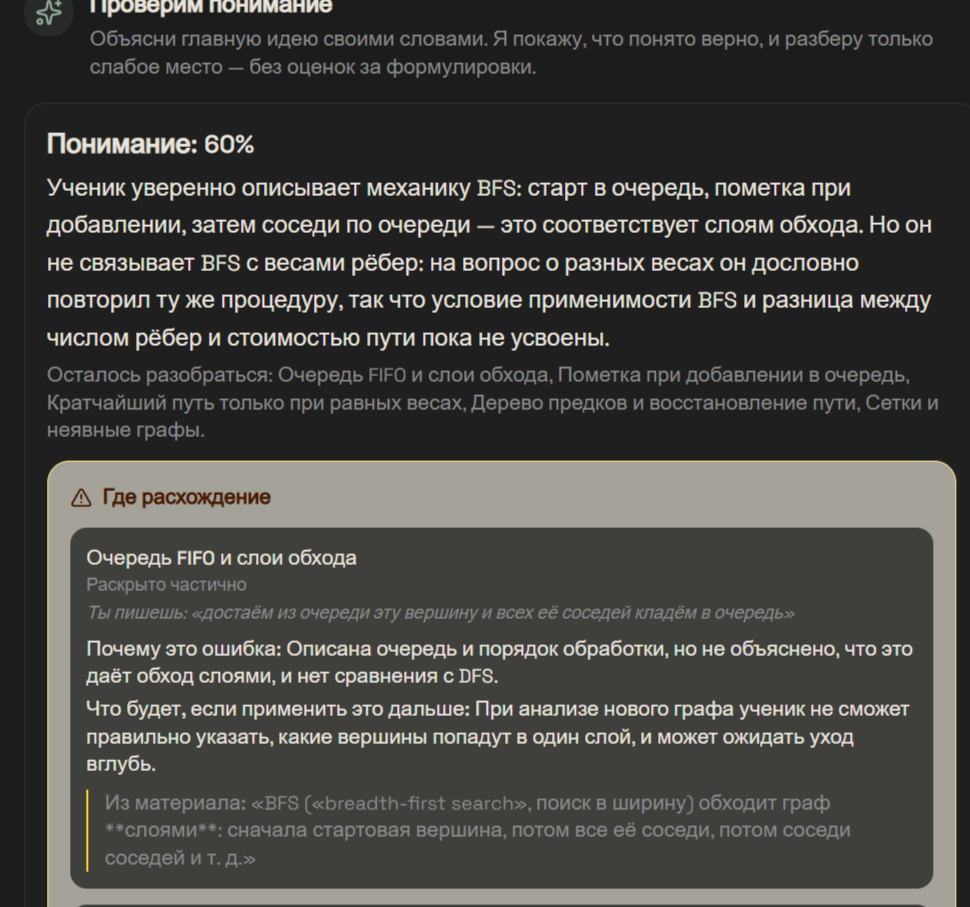 Проверим понимание
Объясни главную идею своими словами. Я покажу, что понято верно, и разберу только
слабое место — без оценок за формулировки.
Понимание: 60%
Ученик уверенно описывает механику BFS: старт в очередь, пометка при
добавлении, затем соседи по очереди — это соответствует слоям обхода. Но он
не связывает BFS с весами рёбер: на вопрос о разных весах он дословно
повторил ту же процедуру, так что условие применимости BFS и разница между
числом рёбер и стоимостью пути пока не усвоены.
Осталось разобраться: Очередь FIFO и слои обхода, Пометка при добавлении в очередь,
Кратчайший путь только при равных весах, Дерево предков и восстановление пути, Сетки и
неявные графы.
Где расхождение
Очередь FIFO и слои обхода
Раскрыто частично
Ты пишешь: «достаём из очереди эту вершину и всех её соседей кладём в очередь»
Почему это ошибка: Описана очередь и порядок обработки, но не объяснено, что это
даёт обход слоями, и нет сравнения с DFS.
Что будет, если применить это дальше: При анализе нового графа ученик не сможет
правильно указать, какие вершины попадут в один слой, и может ожидать уход
вглубь.
Из материала: «BFS («breadth-first search», поиск в ширину) обходит граф
**слоями**: сначала стартовая вершина, потом все её соседи, потом соседи
соседей и т. д.»